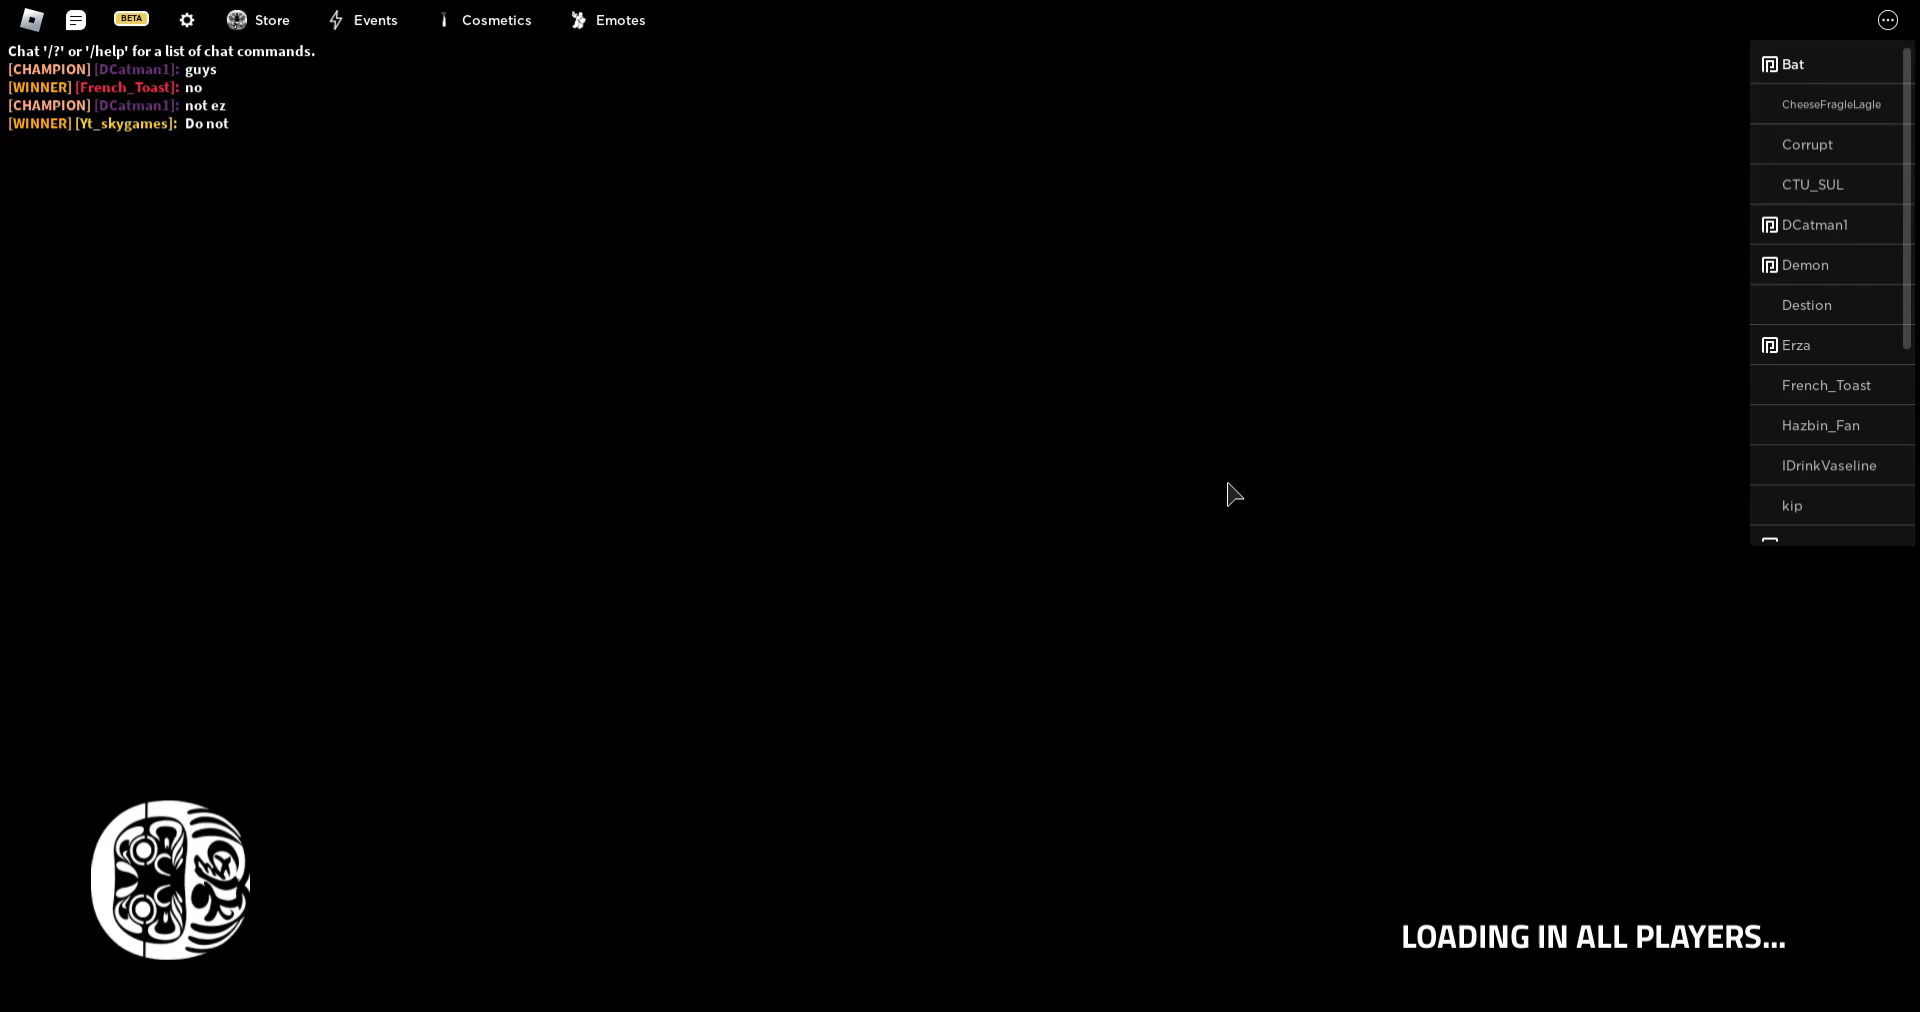 BETA
Store
Events
Cosmetics
Emotes
Chat '/?' or '/help' for a list of chat commands.
[CHAMPION] [DCatman1]: guys
[WINNER] [French_Toast]: no
[CHAMPION] [DCatman1]: not ez
[WINNER] [Yt_skygames]: Do not
Bat
CheeseFragleLagle
Corrupt
CTU_SUL
DCatman1
Demon
Destion
Erza
French_Toast
Hazbin_Fan
IDrinkVaseline
kip
LOADING IN ALL PLAYERS...